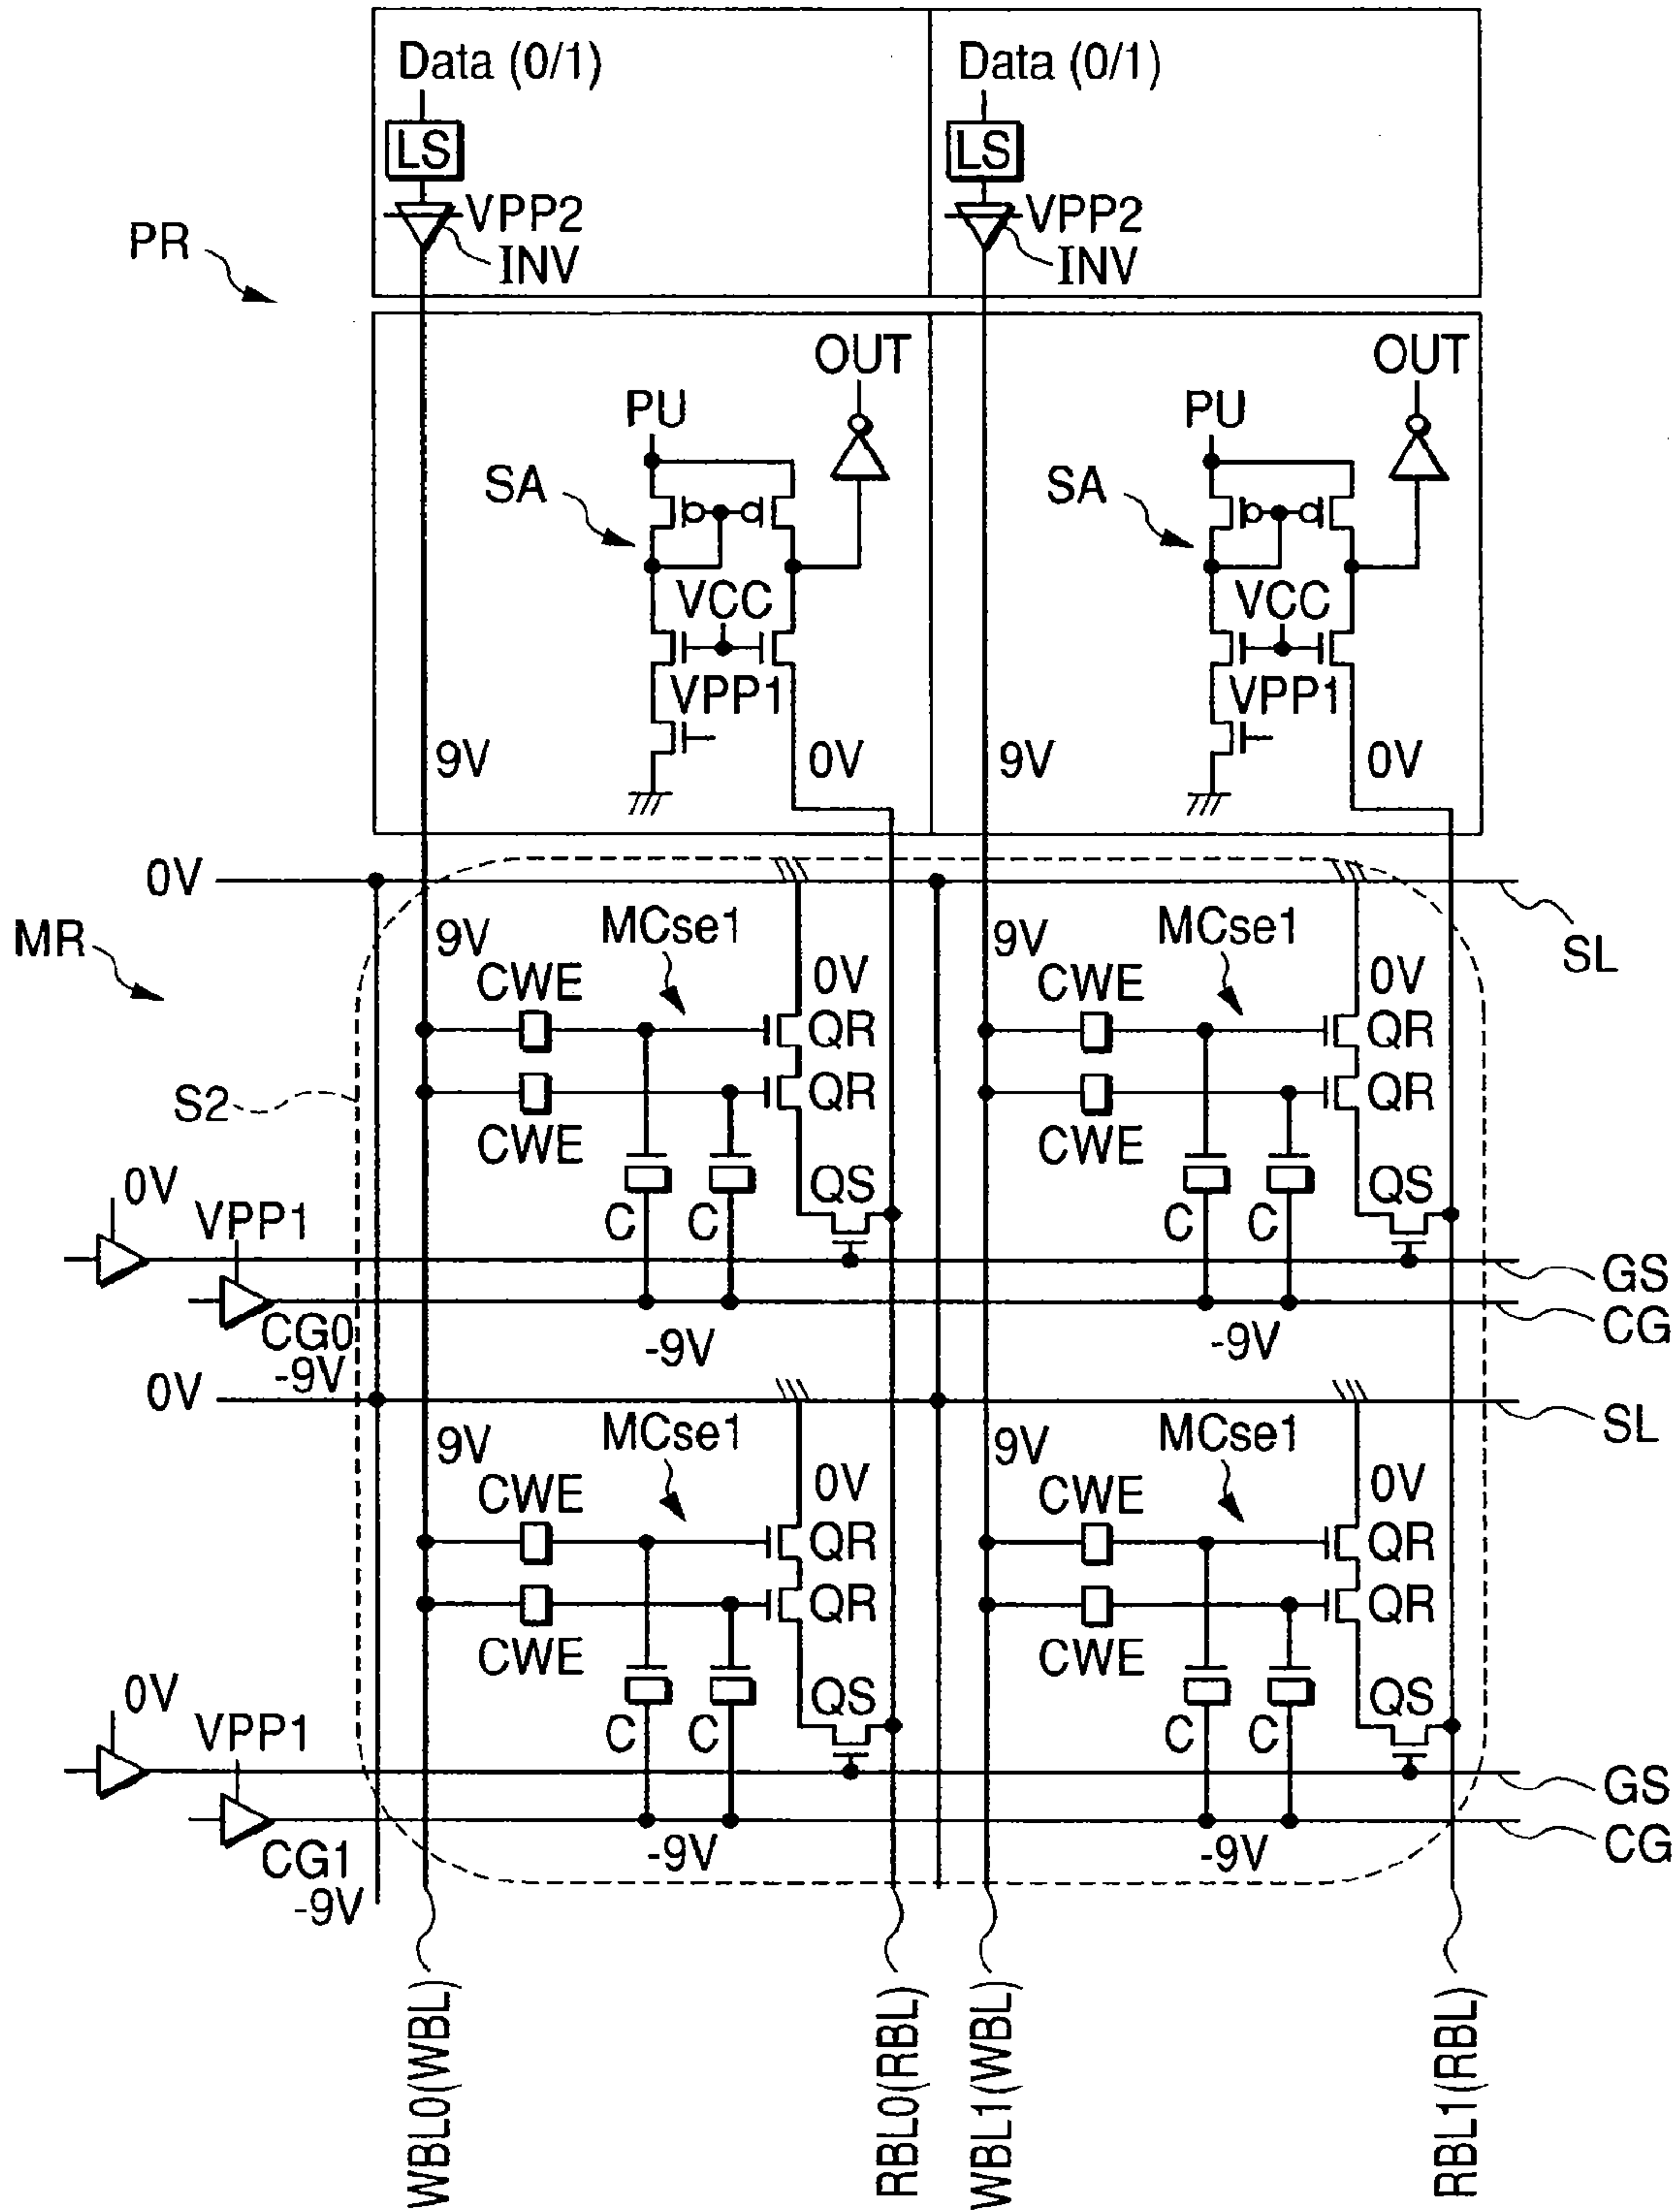 Data (0/1) Data (0/1)
LS LS
VPP2 VPP2
INV INV
PR
OUT OUT
PU PU
SA SA
VCC VCC
VPP1 VPP1
9V 0V 9V 0V
0V
SL
MR
9V MCse1 9V MCse1
CWE 0V CWE 0V
QR QR
QR QR
S2
CWE CWE
0V QS QS
VPP1
C C C C
GS
CG0 CG
-9V -9V -9V
0V
SL
9V MCse1 9V MCse1
CWE 0V CWE 0V
QR QR
QR QR
CWE CWE
0V QS QS
VPP1
C C C C
GS
CG1 CG
-9V -9V -9V
WBL0(WBL)
RBL0(RBL)
WBL1(WBL)
RBL1(RBL)